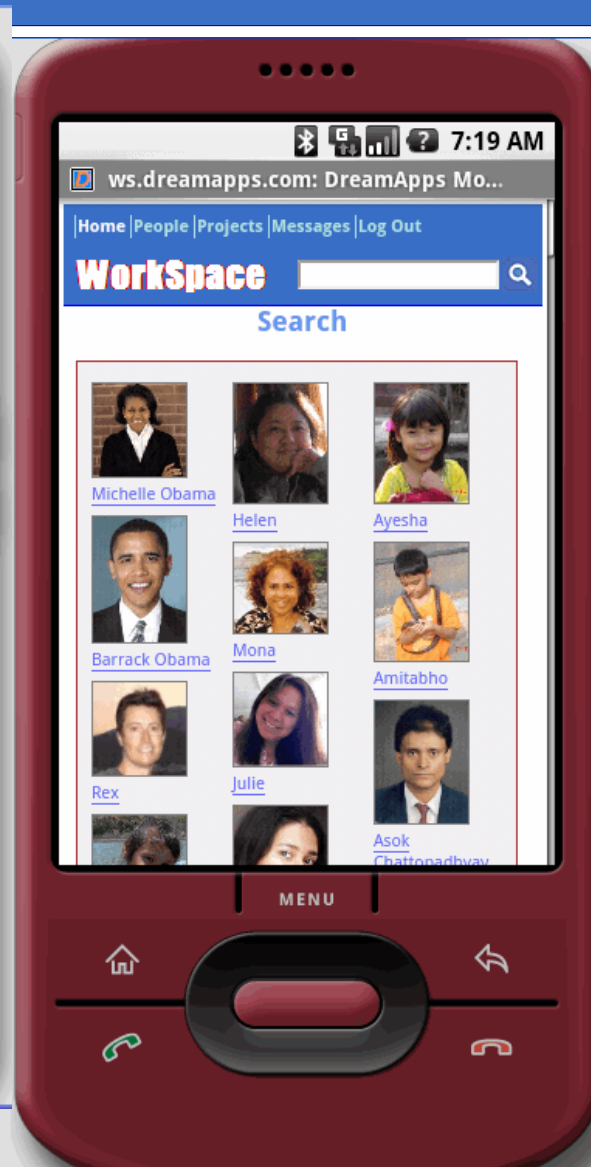 7:19 AM
ws.dreamapps.com: DreamApps Mo...
Home People Projects Messages Log Out
WorkSpace
Search
Michelle Obama
Helen
Ayesha
Barrack Obama
Mona
Amitabho
Rex
Julie
Asok
Chattopadhyay
MENU